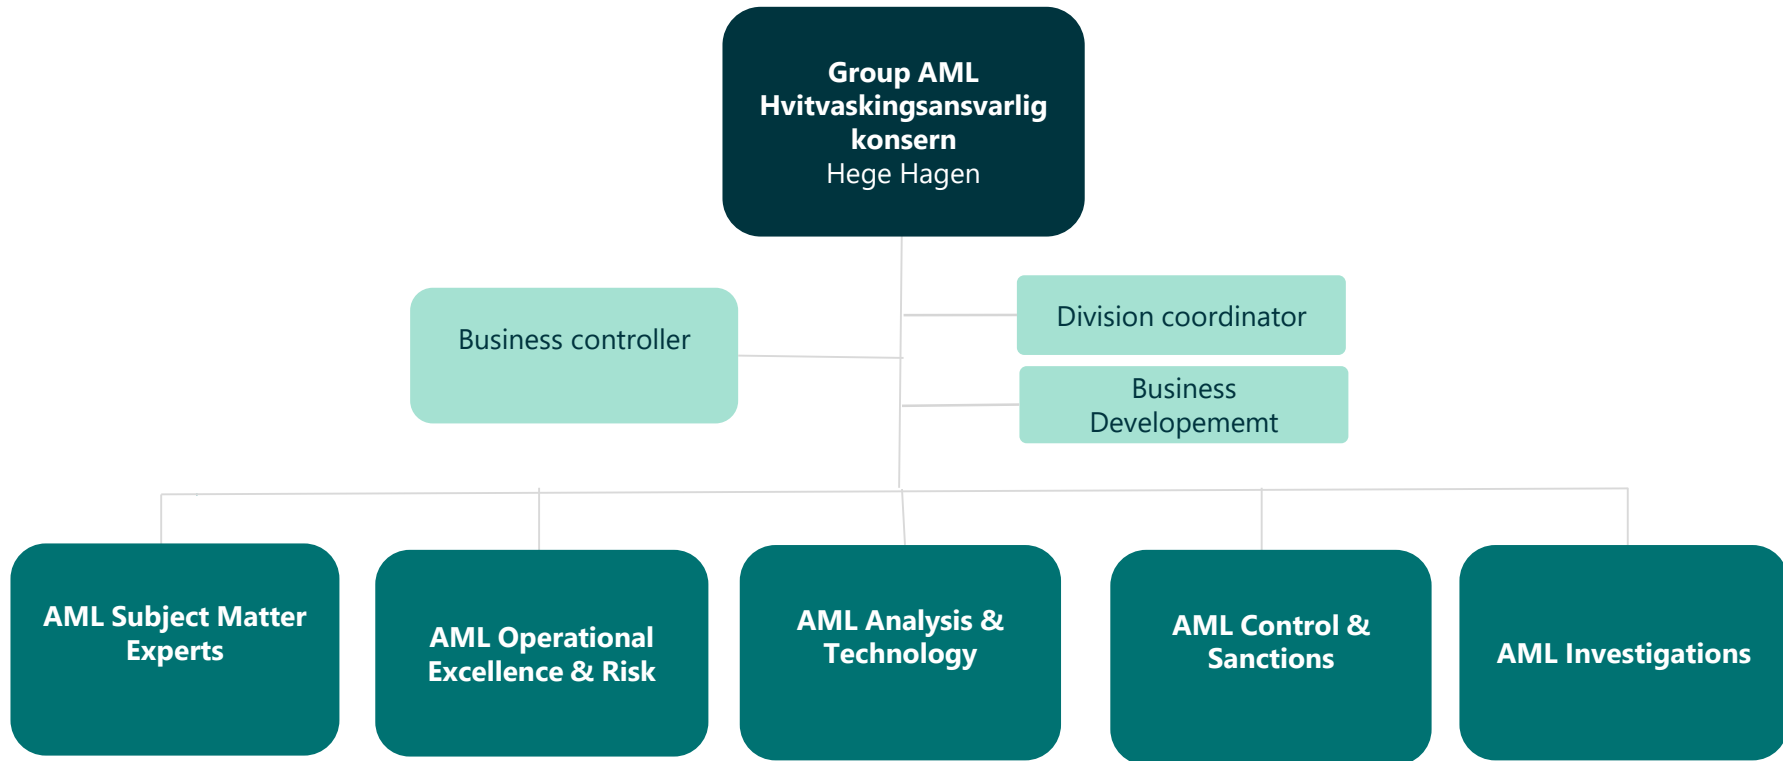 Group AML
Hvitvaskingsansvarlig
konsern
Hege Hagen
Business controller
Division coordinator
Business
Developememt
AML Subject Matter
Experts
AML Operational
Excellence & Risk
AML Analysis &
Technology
AML Control &
Sanctions
AML Investigations